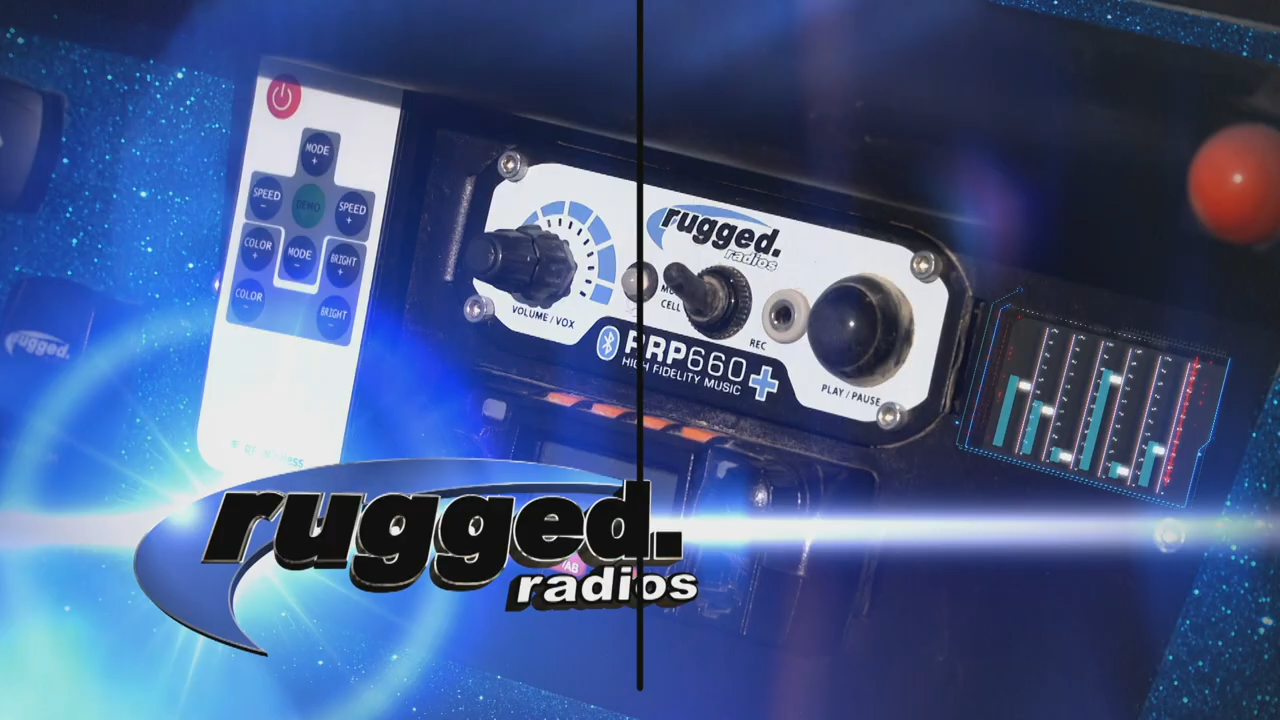 MODE
+
SPEED
−
DEMO
SPEED
+
COLOR
+
MODE
−
BRIGHT
+
COLOR
−
BRIGHT
−
rugged.
radios
CELL
VOLUME / VOX
REC
RRP660
HIGH FIDELITY MUSIC
PLAY / PAUSE
rugged.
rugged.
radios